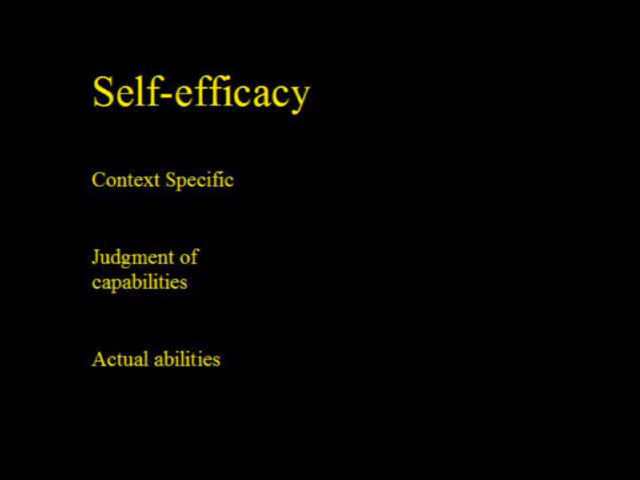 Self-efficacy
Context Specific
Judgment of
capabilities
Actual abilities